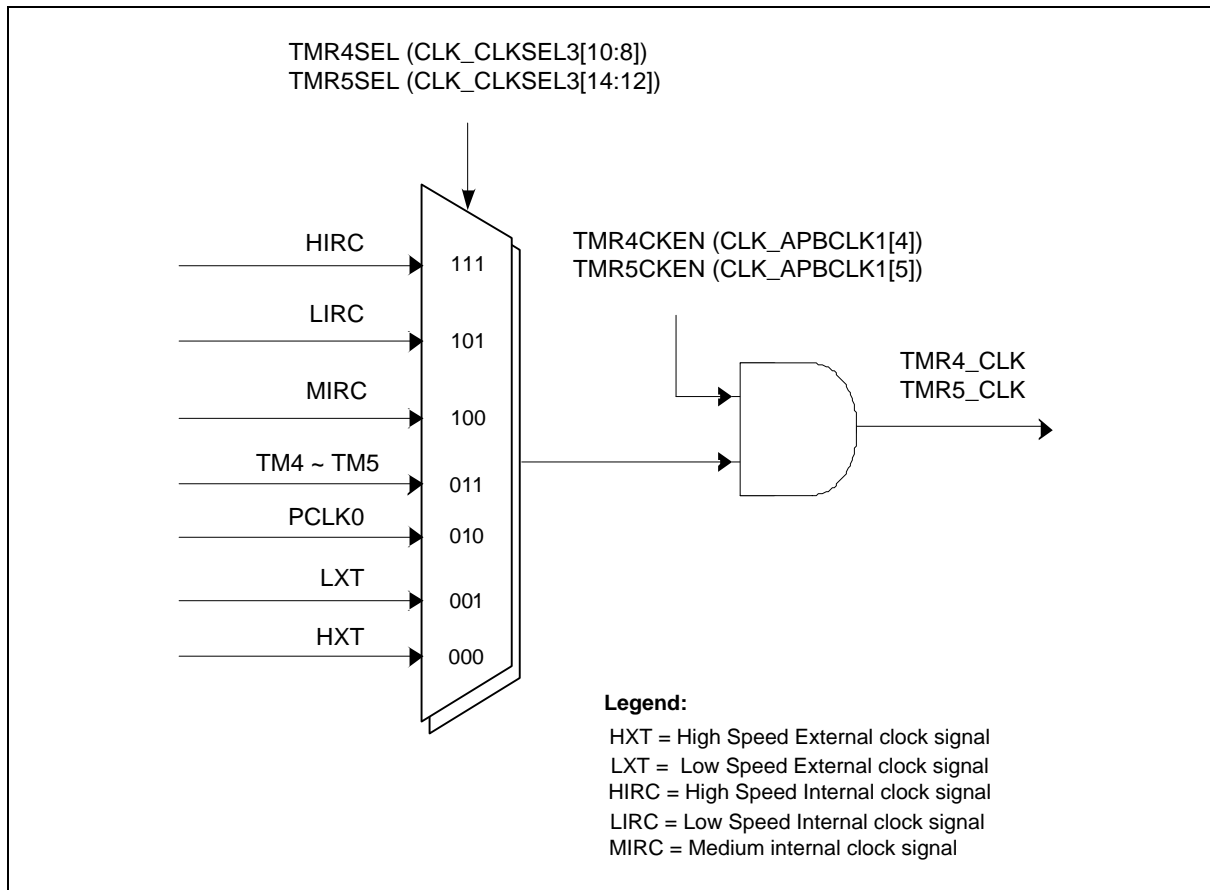 TMR4SEL (CLK_CLKSEL3[10:8])
TMR5SEL (CLK_CLKSEL3[14:12])
HIRC
111
LIRC
101
MIRC
100
TM4 ~ TM5
011
PCLK0
010
LXT
001
HXT
000
TMR4CKEN (CLK_APBCLK1[4])
TMR5CKEN (CLK_APBCLK1[5])
TMR4_CLK
TMR5_CLK
Legend:
HXT = High Speed External clock signal
LXT = Low Speed External clock signal
HIRC = High Speed Internal clock signal
LIRC = Low Speed Internal clock signal
MIRC = Medium internal clock signal